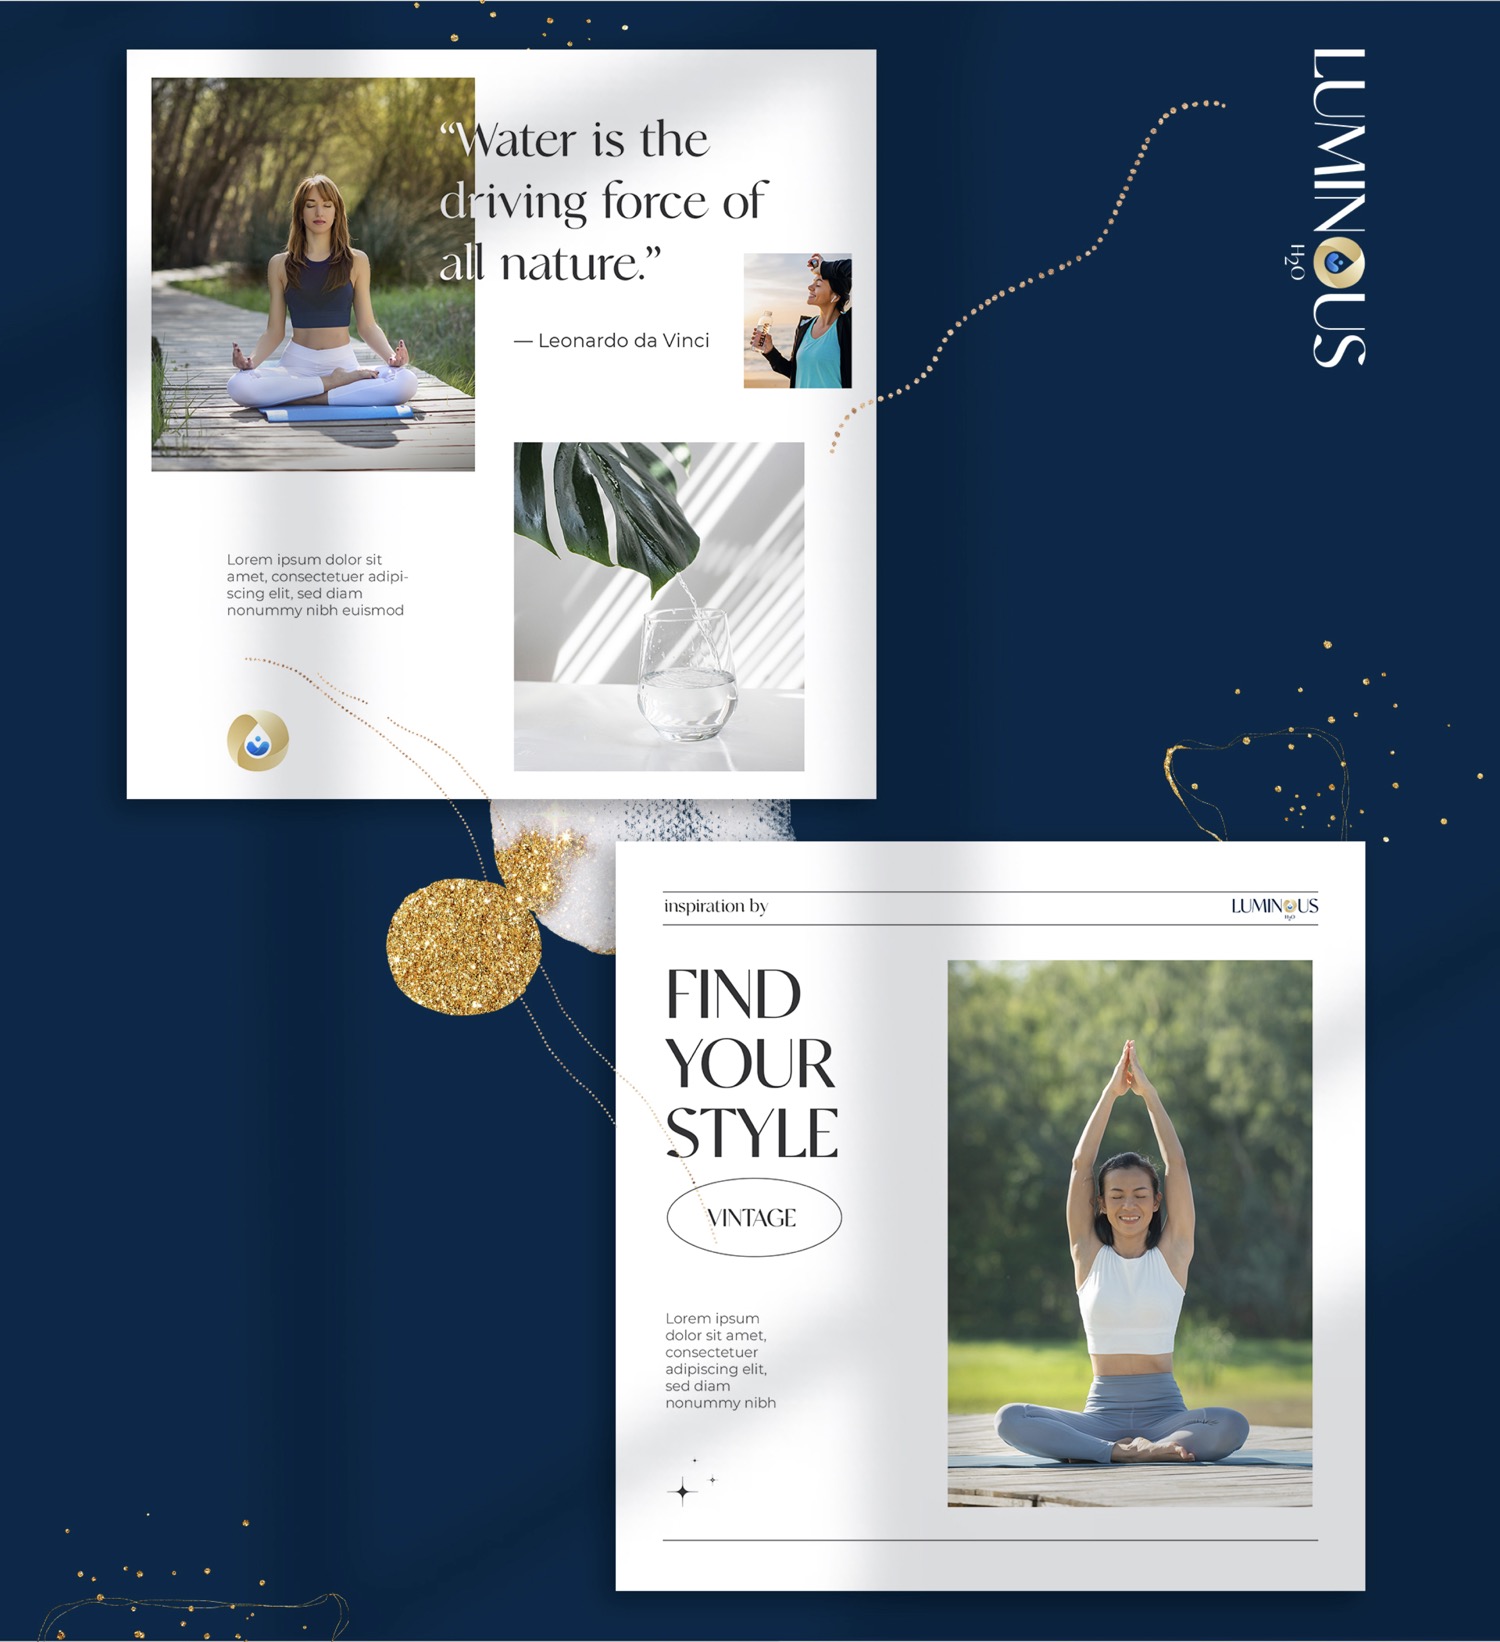 “Water is the
driving force of
all nature.”
— Leonardo da Vinci
Lorem ipsum dolor sit
amet, consectetuer adipi-
scing elit, sed diam
nonummy nibh euismod
LUMINOUS
H2O
inspiration by
LUMINOUS
H2O
FIND
YOUR
STYLE
VINTAGE
Lorem ipsum
dolor sit amet,
consectetuer
adipiscing elit,
sed diam
nonummy nibh